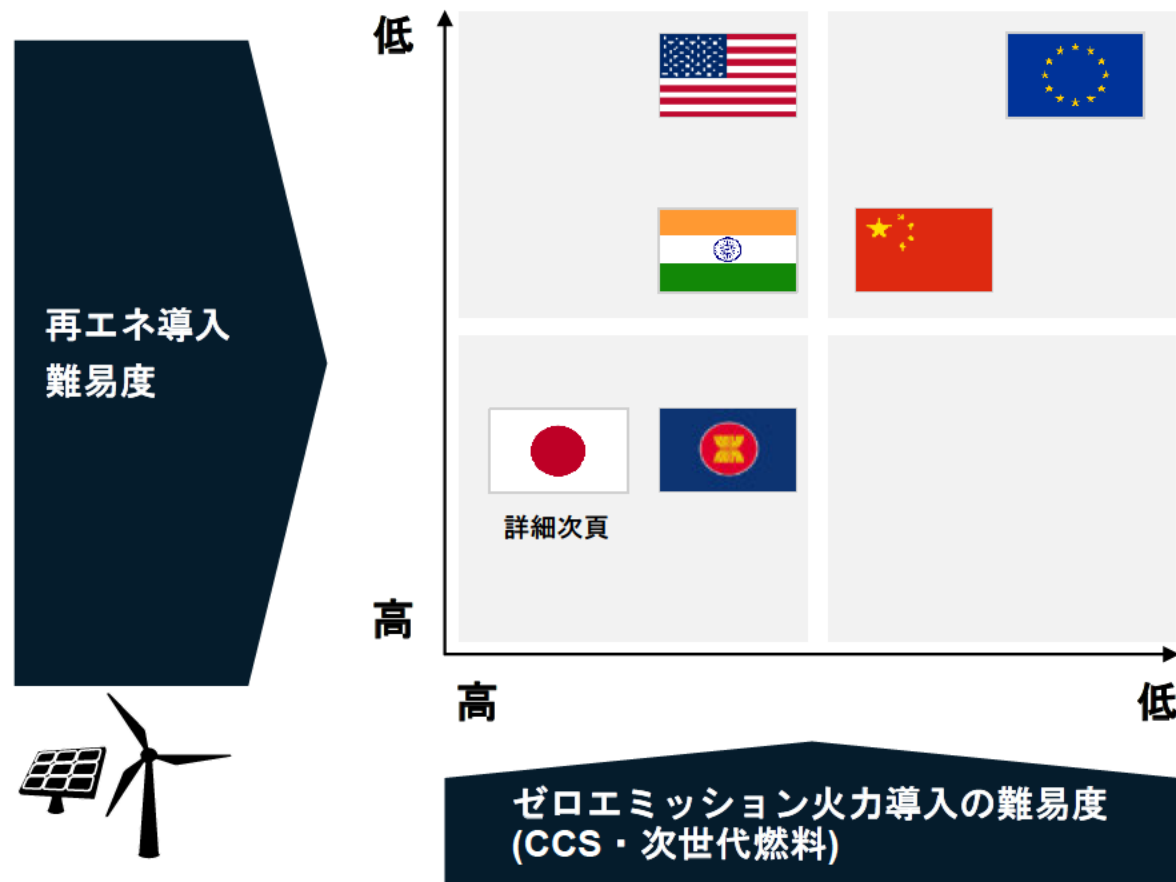 低
再エネ導入
難易度
詳細次頁
高
高
低
ゼロエミッション火力導入の難易度
(CCS・次世代燃料)